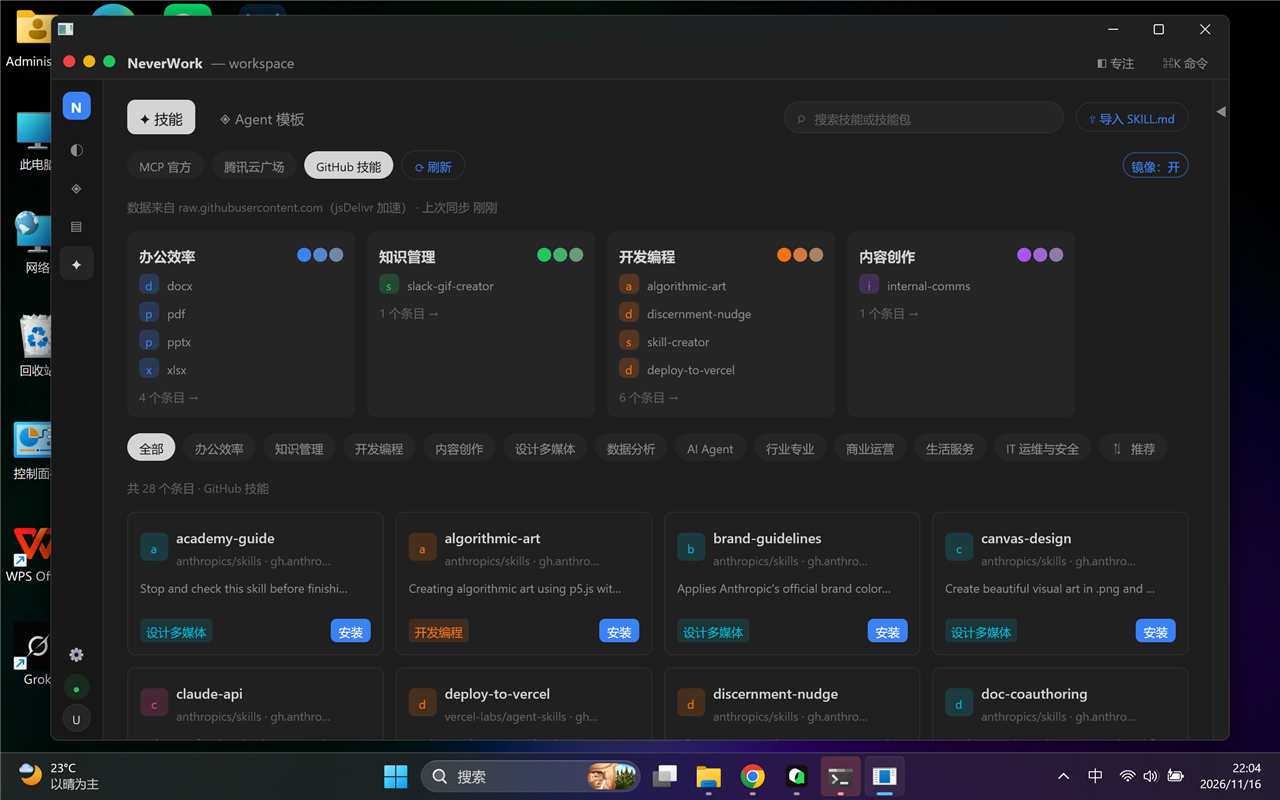 Adminis
此电脑
网络
回收站
控制面
WPS Of
Grok
NeverWork — workspace
◧ 专注
⌘K 命令
N
✦ 技能
◈ Agent 模板
搜索技能或技能包
⇧ 导入 SKILL.md
MCP 官方
腾讯云广场
GitHub 技能
⟳ 刷新
镜像：开
数据来自 raw.githubusercontent.com（jsDelivr 加速） · 上次同步 刚刚
办公效率
d docx
p pdf
p pptx
x xlsx
4 个条目 →
知识管理
s slack-gif-creator
1 个条目 →
开发编程
a algorithmic-art
d discernment-nudge
s skill-creator
d deploy-to-vercel
6 个条目 →
内容创作
i internal-comms
1 个条目 →
全部
办公效率
知识管理
开发编程
内容创作
设计多媒体
数据分析
AI Agent
行业专业
商业运营
生活服务
IT 运维与安全
⇅ 推荐
共 28 个条目 · GitHub 技能
a
academy-guide
anthropics/skills · gh.anthro...
Stop and check this skill before finishi...
设计多媒体
安装
a
algorithmic-art
anthropics/skills · gh.anthro...
Creating algorithmic art using p5.js wit...
开发编程
安装
b
brand-guidelines
anthropics/skills · gh.anthro...
Applies Anthropic's official brand color...
设计多媒体
安装
c
canvas-design
anthropics/skills · gh.anthro...
Create beautiful visual art in .png and ...
设计多媒体
安装
c
claude-api
anthropics/skills · gh.anthro...
d
deploy-to-vercel
vercel-labs/agent-skills · gh...
d
discernment-nudge
anthropics/skills · gh.anthro...
d
doc-coauthoring
anthropics/skills · gh.anthro...
U
23°C
以晴为主
搜索
中
22:04
2026/11/16